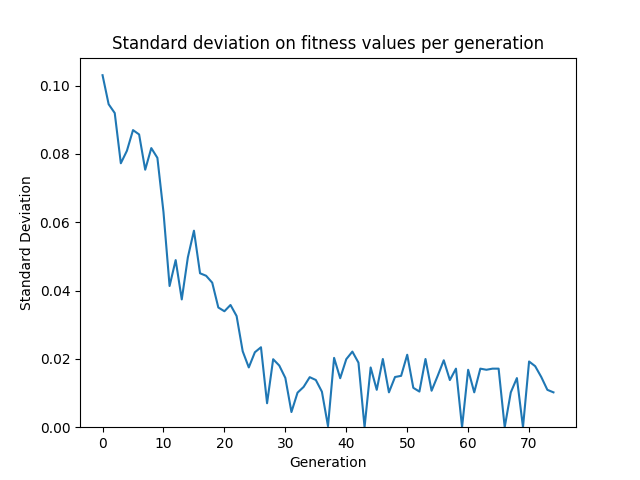 Standard deviation on fitness values per generation
0.10
0.08
0.06
0.04
0.02
0.00
Standard Deviation
0 10 20 30 40 50 60 70
Generation